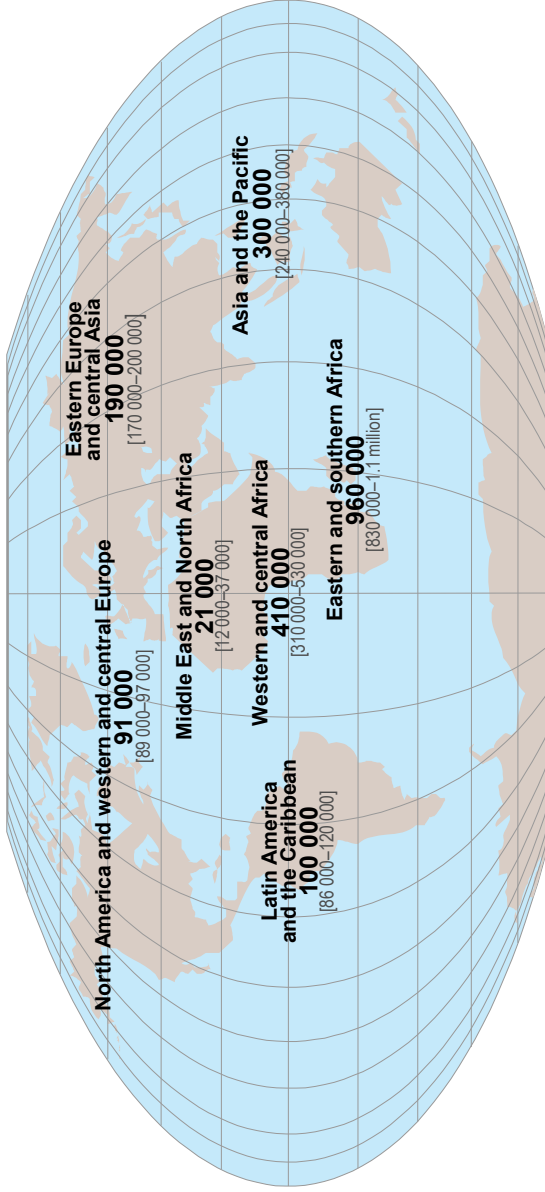 North America and western and central Europe
91 000
[89 000–97 000]
Eastern Europe
and central Asia
190 000
[170 000–200 000]
Middle East and North Africa
21 000
[12 000–37 000]
Western and central Africa
410 000
[310 000–530 000]
Asia and the Pacific
300 000
[240 000–380 000]
Latin America
and the Caribbean
100 000
[86 000–120 000]
Eastern and southern Africa
960 000
[830 000–1.1 million]